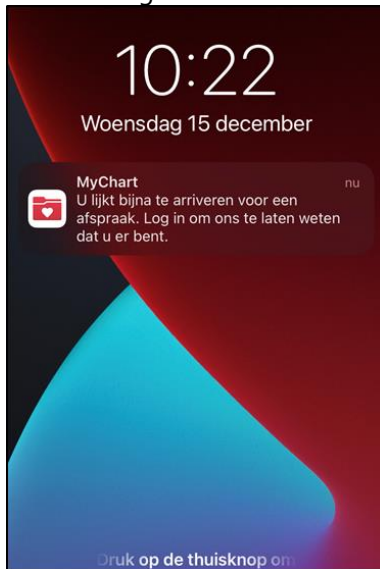 10:22
Woensdag 15 december
MyChart nu
U lijkt bijna te arriveren voor een
afspraak. Log in om ons te laten weten
dat u er bent.
Druk op de thuisknop om